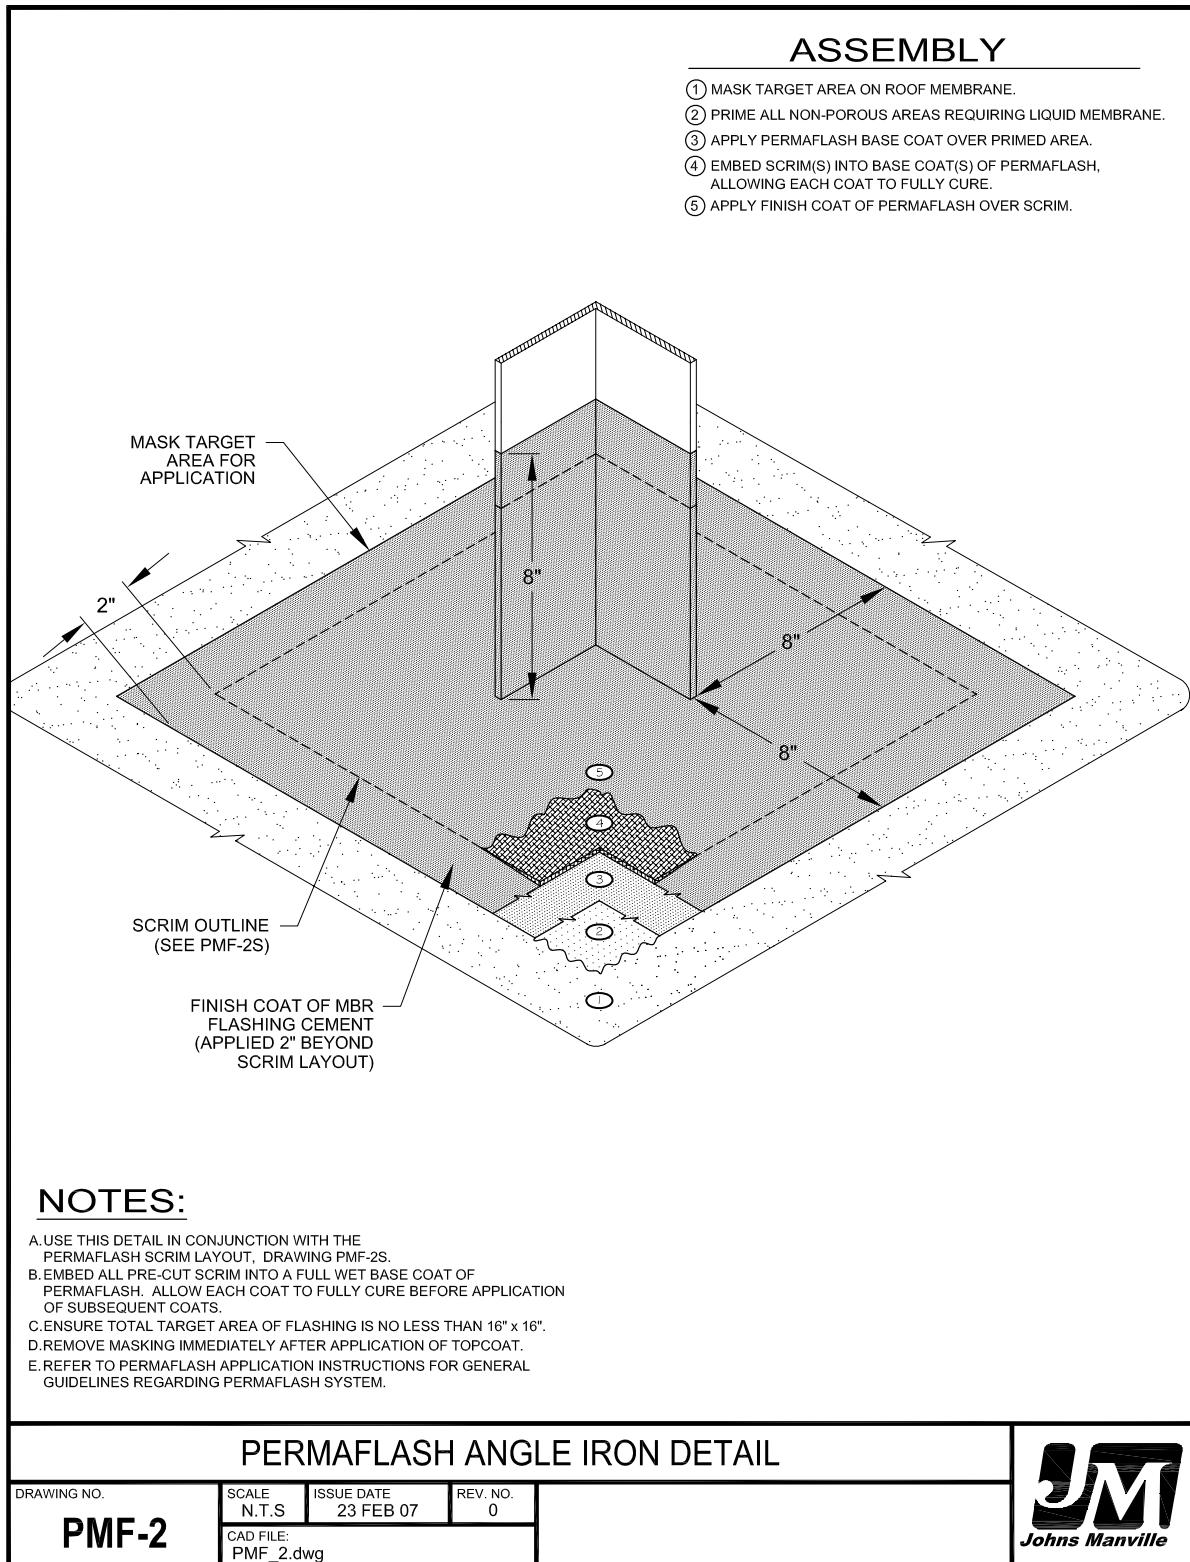 ASSEMBLY
1 MASK TARGET AREA ON ROOF MEMBRANE.
2 PRIME ALL NON-POROUS AREAS REQUIRING LIQUID MEMBRANE.
3 APPLY PERMAFLASH BASE COAT OVER PRIMED AREA.
4 EMBED SCRIM(S) INTO BASE COAT(S) OF PERMAFLASH,
ALLOWING EACH COAT TO FULLY CURE.
5 APPLY FINISH COAT OF PERMAFLASH OVER SCRIM.
MASK TARGET
AREA FOR
APPLICATION
2"
8"
8"
8"
5
4
3
2
1
SCRIM OUTLINE
(SEE PMF-2S)
FINISH COAT OF MBR
FLASHING CEMENT
(APPLIED 2" BEYOND
SCRIM LAYOUT)
NOTES:
A. USE THIS DETAIL IN CONJUNCTION WITH THE
PERMAFLASH SCRIM LAYOUT, DRAWING PMF-2S.
B. EMBED ALL PRE-CUT SCRIM INTO A FULL WET BASE COAT OF
PERMAFLASH. ALLOW EACH COAT TO FULLY CURE BEFORE APPLICATION
OF SUBSEQUENT COATS.
C. ENSURE TOTAL TARGET AREA OF FLASHING IS NO LESS THAN 16" x 16".
D. REMOVE MASKING IMMEDIATELY AFTER APPLICATION OF TOPCOAT.
E. REFER TO PERMAFLASH APPLICATION INSTRUCTIONS FOR GENERAL
GUIDELINES REGARDING PERMAFLASH SYSTEM.
PERMAFLASH ANGLE IRON DETAIL
DRAWING NO.
PMF-2
SCALE
N.T.S
ISSUE DATE
23 FEB 07
REV. NO.
0
CAD FILE:
PMF_2.dwg
JM
Johns Manville